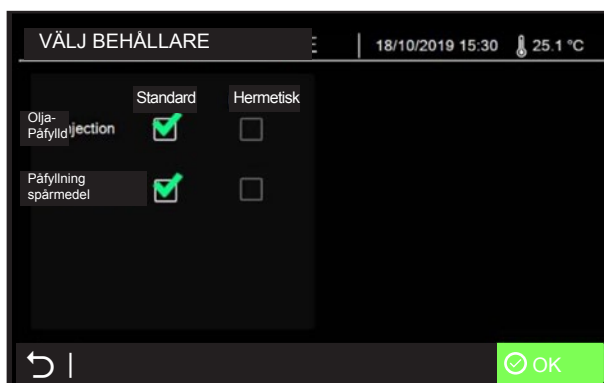 VÄLJ BEHÅLLARE
18/10/2019 15:30 25.1 °C
Standard Hermetisk
Olja-
Påfylld jection
Påfyllning
spårmedel
OK